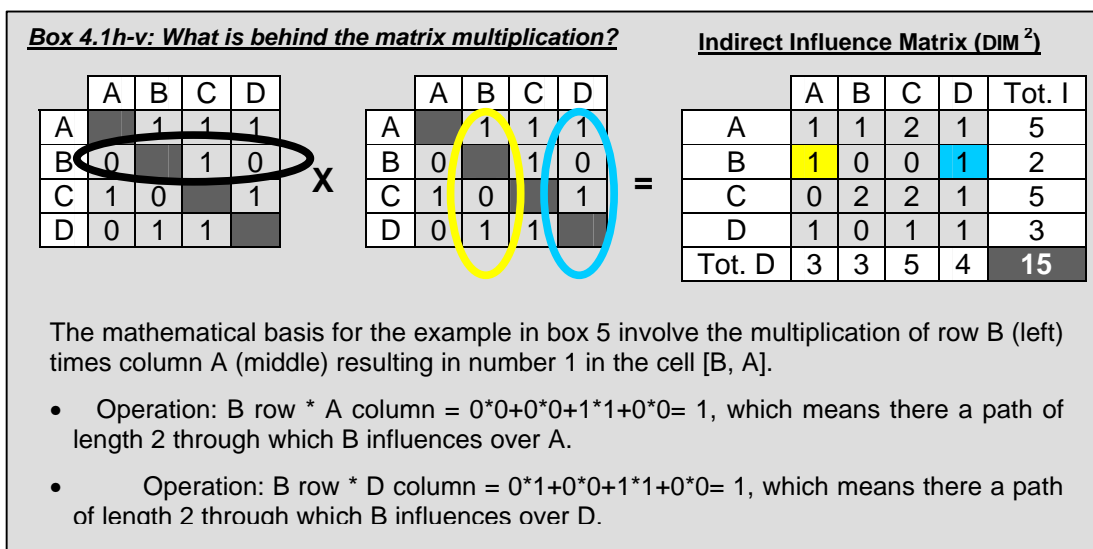 Box 4.1h-v: What is behind the matrix multiplication?
Indirect Influence Matrix (DIM 2)
A B C D
A 1 1 1
B 0 1 0
C 1 0 1
D 0 1 1
X
A B C D
A 1 1 1
B 0 1 0
C 1 0 1
D 0 1 1
=
A B C D Tot. I
A 1 1 2 1 5
B 1 0 0 1 2
C 0 2 2 1 5
D 1 0 1 1 3
Tot. D 3 3 5 4 15
The mathematical basis for the example in box 5 involve the multiplication of row B (left)
times column A (middle) resulting in number 1 in the cell [B, A].
• Operation: B row * A column = 0*0+0*0+1*1+0*0= 1, which means there a path of
length 2 through which B influences over A.
• Operation: B row * D column = 0*1+0*0+1*1+0*0= 1, which means there a path
of length 2 through which B influences over D.